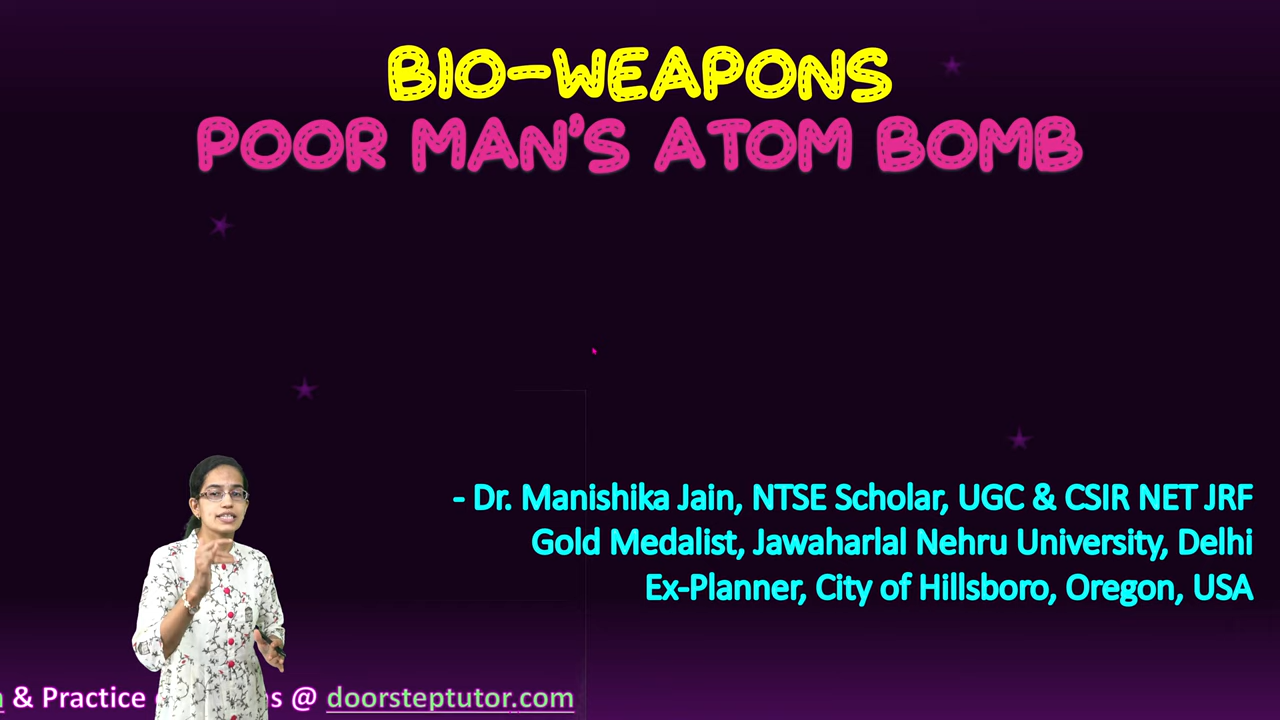 BIO-WEAPONS
POOR MAN'S ATOM BOMB
- Dr. Manishika Jain, NTSE Scholar, UGC & CSIR NET JRF
Gold Medalist, Jawaharlal Nehru University, Delhi
Ex-Planner, City of Hillsboro, Oregon, USA
& Practice @ doorsteptutor.com